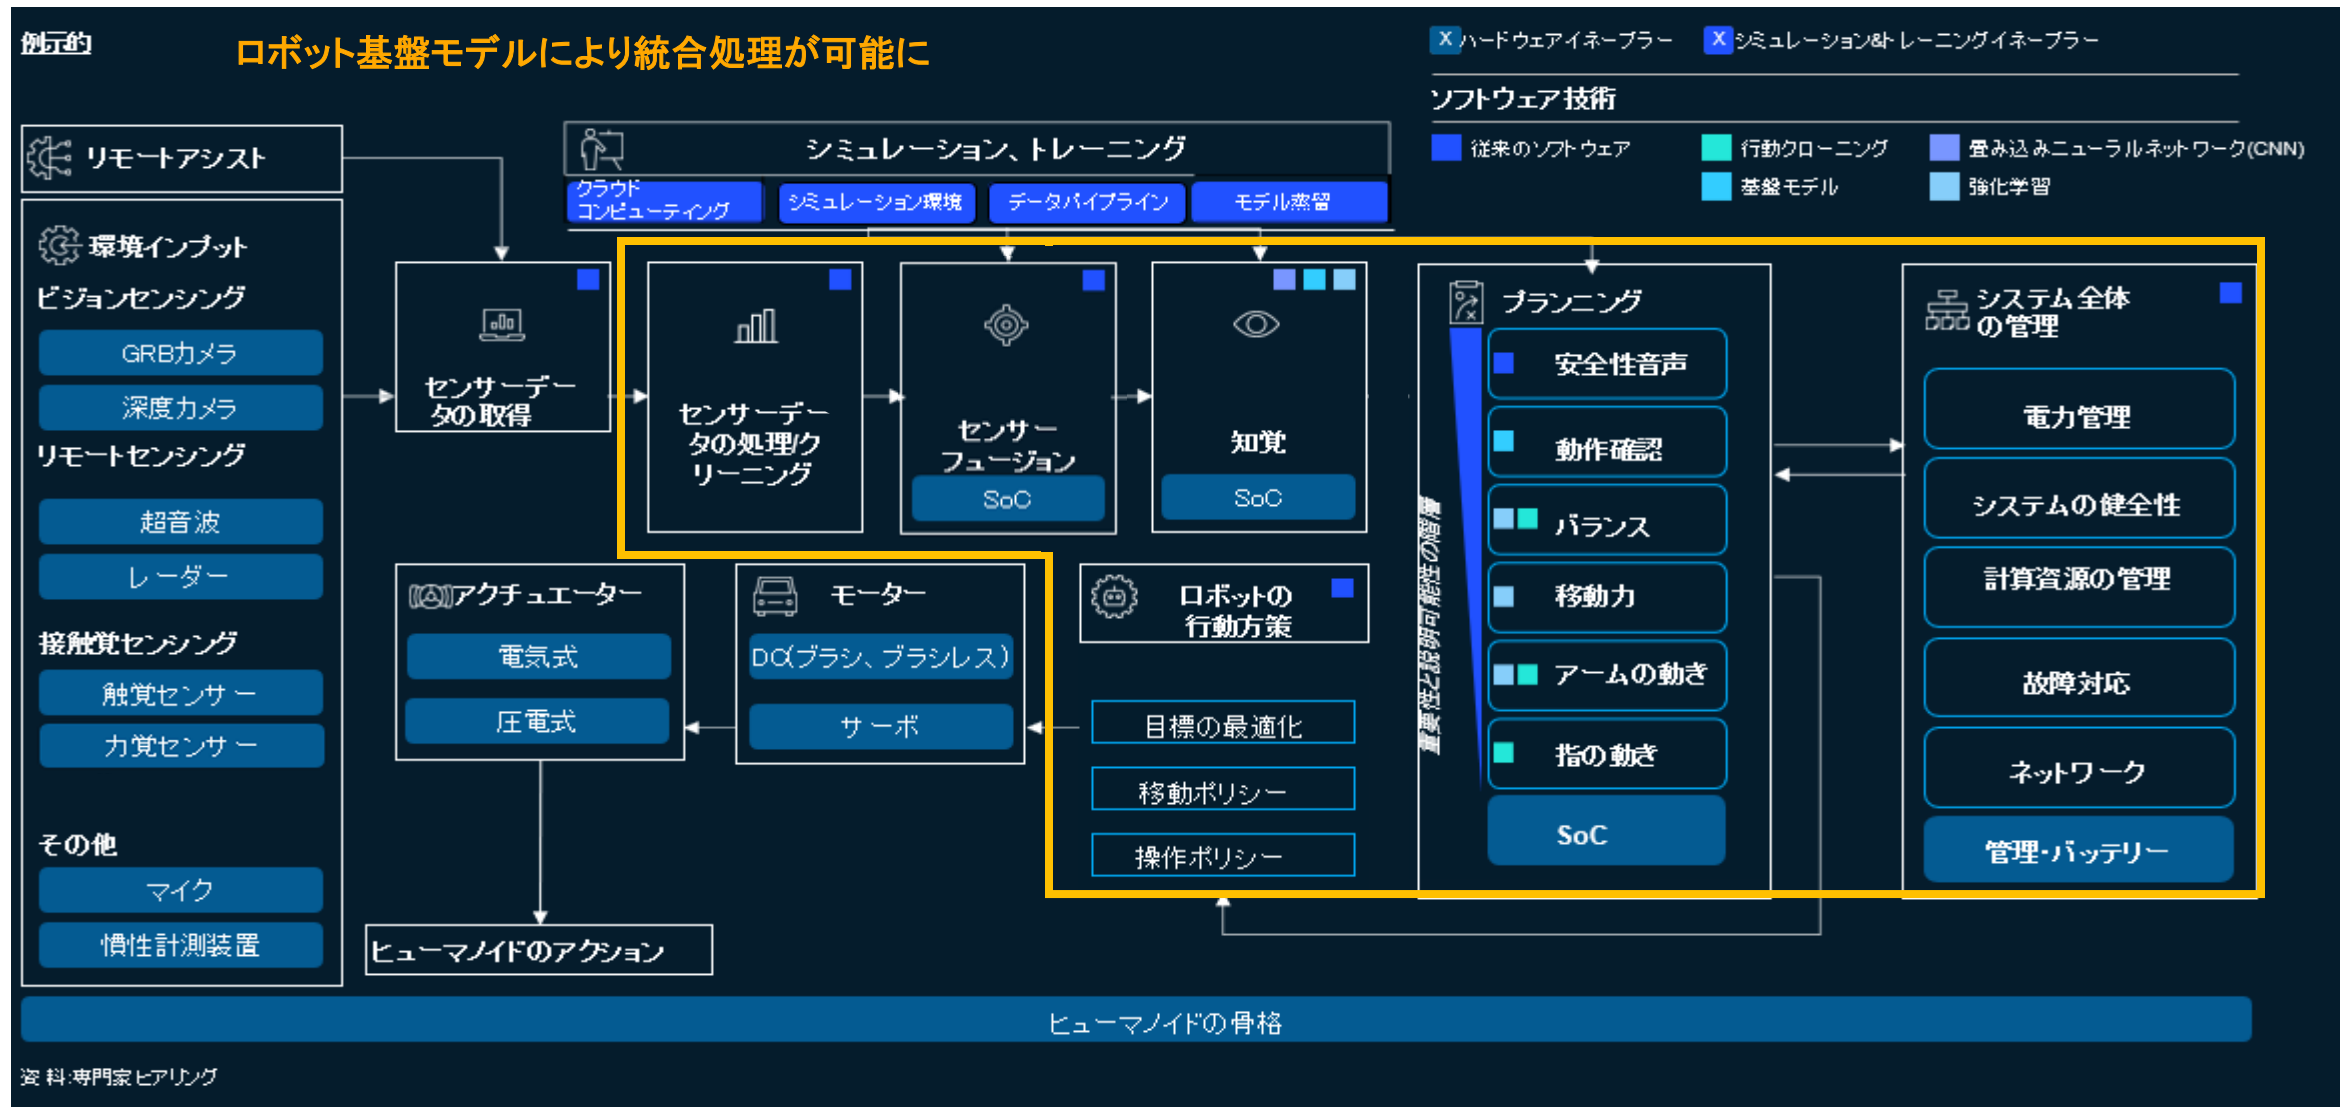 例示的
ロボット基盤モデルにより統合処理が可能に
X ハードウェアイネーブラー
X シミュレーション&トレーニングイネーブラー
ソフトウェア技術
従来のソフトウェア
行動クローニング
畳み込みニューラルネットワーク(CNN)
基盤モデル
強化学習
リモートアシスト
シミュレーション、トレーニング
クラウド
コンピューティング
シミュレーション環境
データパイプライン
モデル蒸留
環境インプット
ビジョンセンシング
GRBカメラ
深度カメラ
リモートセンシング
超音波
レーダー
接触覚センシング
触覚センサー
力覚センサー
その他
マイク
慣性計測装置
センサーデー
タの取得
センサーデー
タの処理/ク
リーニング
センサー
フュージョン
SoC
知覚
SoC
プランニング
重要性と説明可能性の階層
安全性音声
動作確認
バランス
移動力
アームの動き
指の動き
SoC
システム全体
の管理
電力管理
システムの健全性
計算資源の管理
故障対応
ネットワーク
管理・バッテリー
アクチュエーター
電気式
圧電式
モーター
DC(ブラシ、ブラシレス)
サーボ
ロボットの
行動方策
目標の最適化
移動ポリシー
操作ポリシー
ヒューマノイドのアクション
ヒューマノイドの骨格
資料:専門家ヒアリング